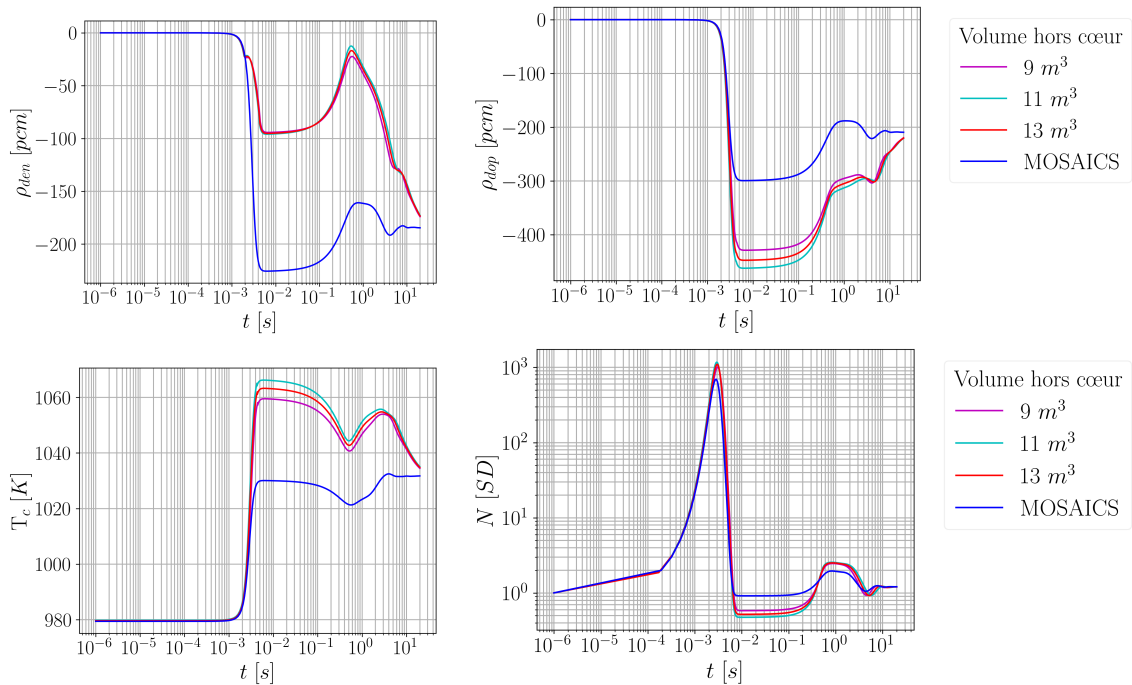 0
−50
−100
−150
−200
ρ_den [pcm]
10⁻⁶ 10⁻⁵ 10⁻⁴ 10⁻³ 10⁻² 10⁻¹ 10⁰ 10¹
t [s]
0
−100
−200
−300
−400
ρ_dop [pcm]
10⁻⁶ 10⁻⁵ 10⁻⁴ 10⁻³ 10⁻² 10⁻¹ 10⁰ 10¹
t [s]
Volume hors cœur
9 m³
11 m³
13 m³
MOSAICS
1060
1040
1020
1000
980
T_c [K]
10⁻⁶ 10⁻⁵ 10⁻⁴ 10⁻³ 10⁻² 10⁻¹ 10⁰ 10¹
t [s]
10³
10²
10¹
10⁰
N [SD]
10⁻⁶ 10⁻⁵ 10⁻⁴ 10⁻³ 10⁻² 10⁻¹ 10⁰ 10¹
t [s]
Volume hors cœur
9 m³
11 m³
13 m³
MOSAICS